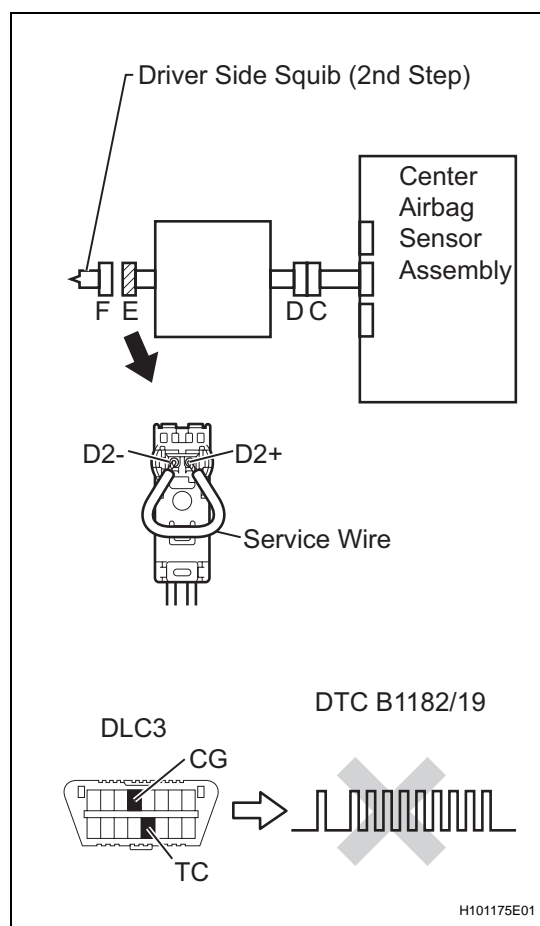 Driver Side Squib (2nd Step)
Center
Airbag
Sensor
Assembly
F E D C
D2- D2+
Service Wire
DTC B1182/19
DLC3
CG
TC
H101175E01